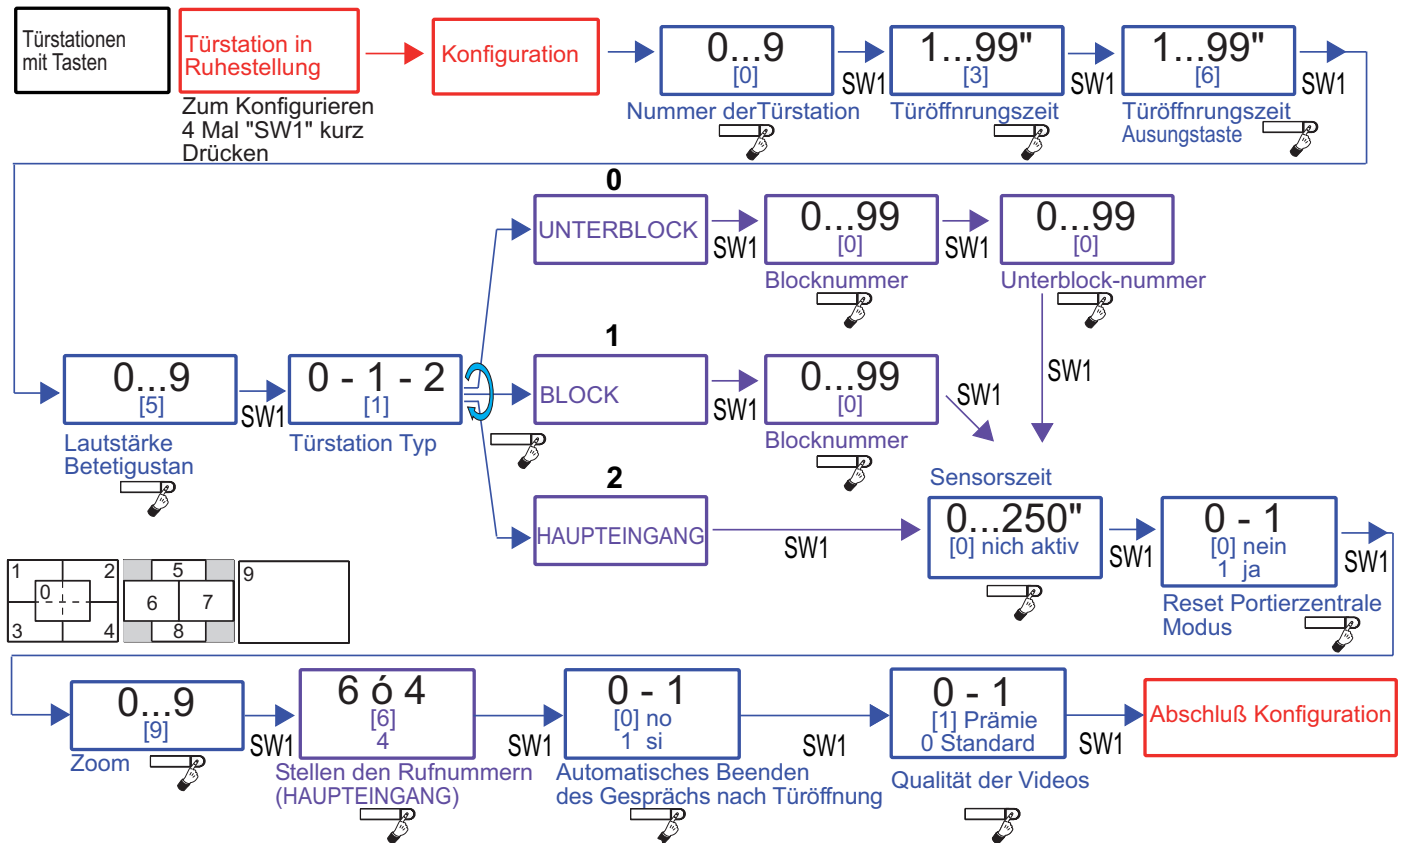 Türstationen
mit Tasten
Türstation in
Ruhestellung
Zum Konfigurieren
4 Mal "SW1" kurz
Drücken
Konfiguration
0...9
[0]
Nummer derTürstation
SW1
1...99"
[3]
Türöffnrungszeit
SW1
1...99"
[6]
Türöffnrungszeit
Ausungstaste
SW1
0...9
[5]
Lautstärke
Betetigustan
SW1
0 - 1 - 2
[1]
Türstation Typ
0
UNTERBLOCK
SW1
0...99
[0]
Blocknummer
SW1
0...99
[0]
Unterblock-nummer
SW1
1
BLOCK
SW1
0...99
[0]
Blocknummer
SW1
2
HAUPTEINGANG
SW1
Sensorszeit
0...250"
[0] nich aktiv
SW1
0 - 1
[0] nein
1 ja
Reset Portierzentrale
Modus
SW1
1
2
0
3
4
5
6
7
8
9
0...9
[9]
Zoom
SW1
6 ó 4
[6]
4
Stellen den Rufnummern
(HAUPTEINGANG)
SW1
0 - 1
[0] no
1 si
Automatisches Beenden
des Gesprächs nach Türöffnung
SW1
0 - 1
[1] Prämie
0 Standard
Qualität der Videos
SW1
Abschluß Konfiguration